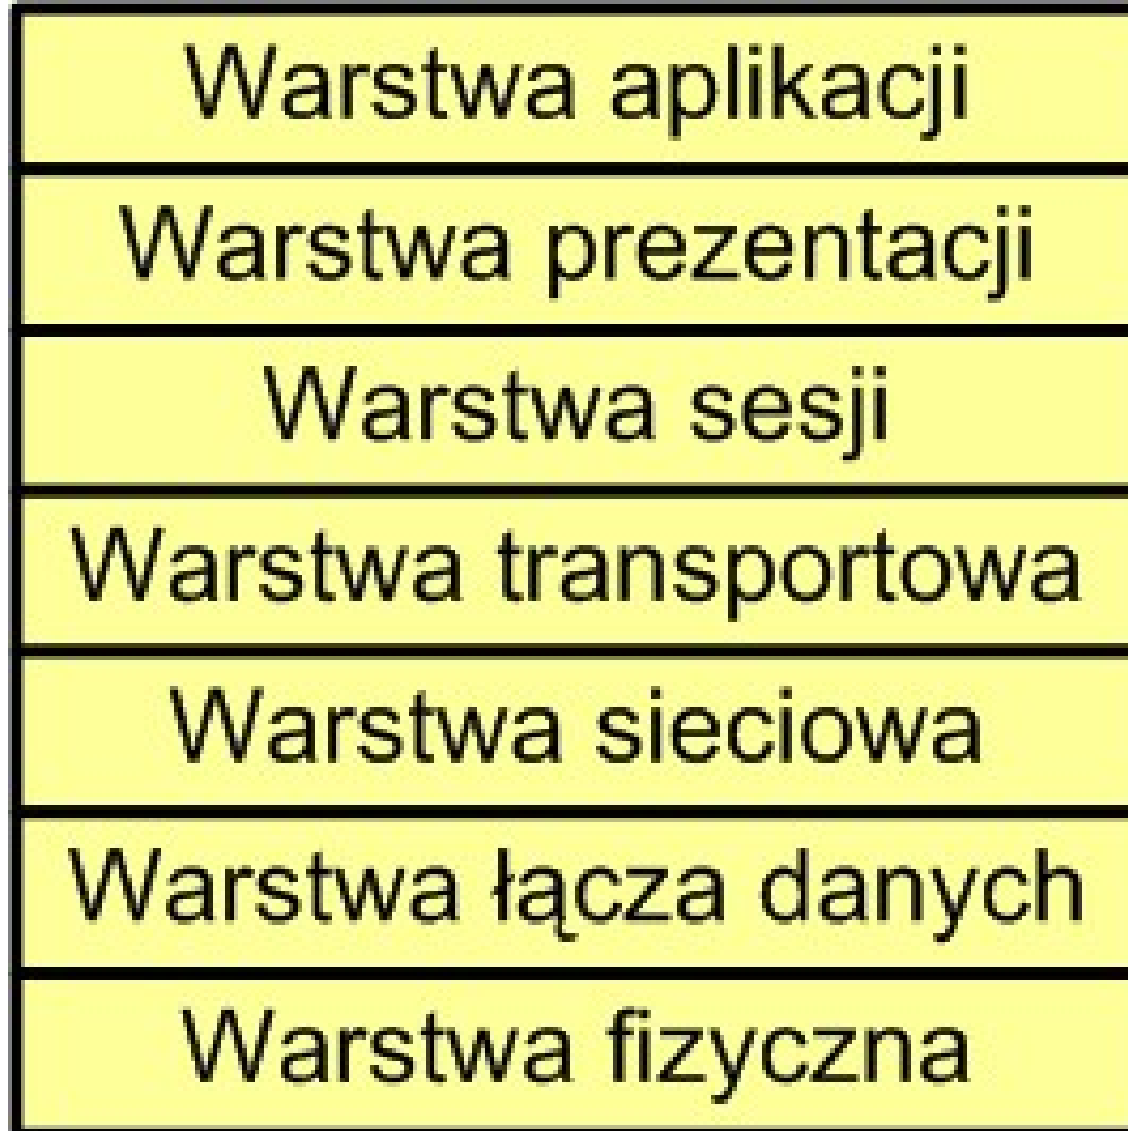 Warstwa aplikacji
Warstwa prezentacji
Warstwa sesji
Warstwa transportowa
Warstwa sieciowa
Warstwa łącza danych
Warstwa fizyczna